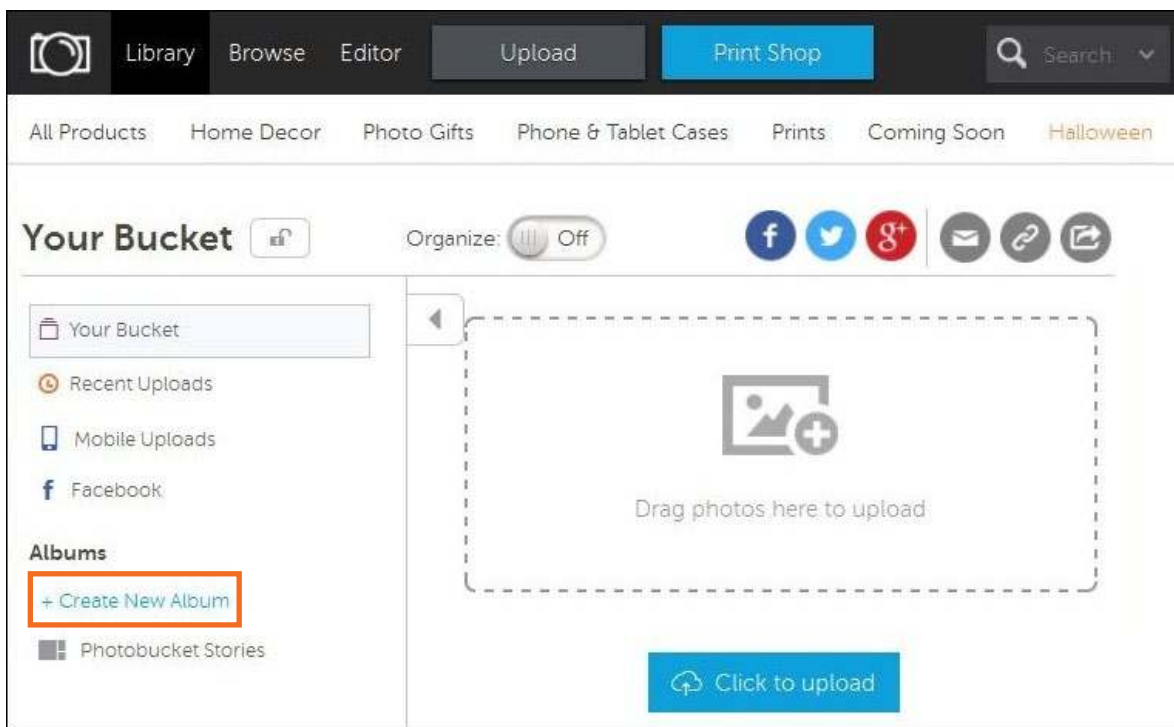 Library Browse Editor Upload Print Shop Search
All Products Home Decor Photo Gifts Phone & Tablet Cases Prints Coming Soon Halloween
Your Bucket Organize: Off
Your Bucket
Recent Uploads
Mobile Uploads
Facebook
Albums
+ Create New Album
Photobucket Stories
Drag photos here to upload
Click to upload